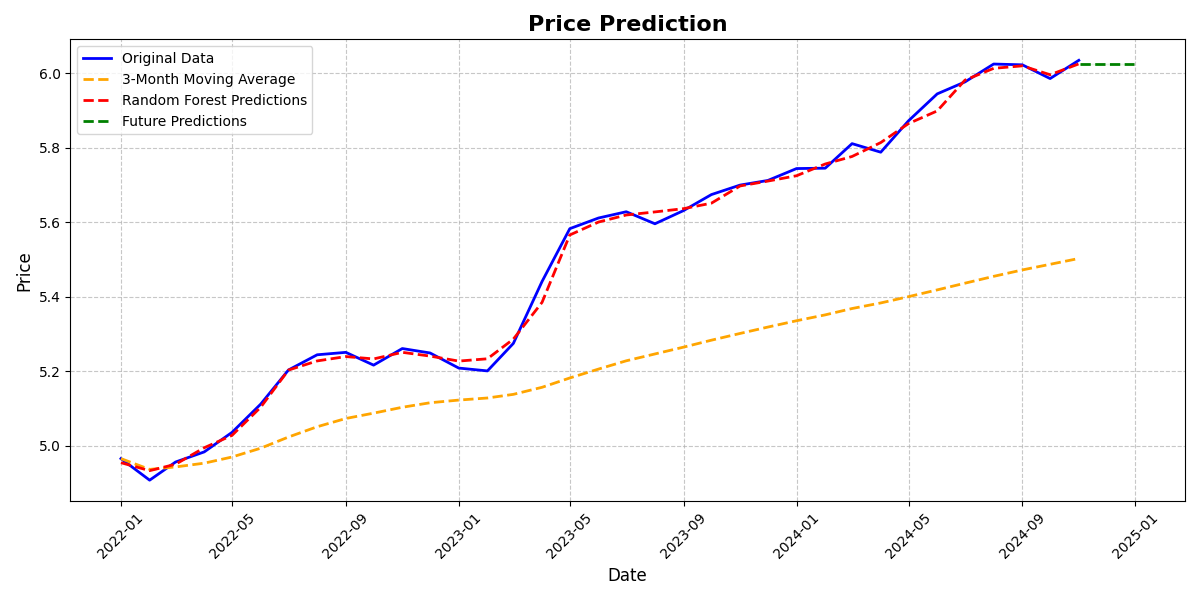 Price Prediction
Original Data
3-Month Moving Average
Random Forest Predictions
Future Predictions
Price
6.0
5.8
5.6
5.4
5.2
5.0
2022-01
2022-05
2022-09
2023-01
2023-05
2023-09
2024-01
2024-05
2024-09
2025-01
Date